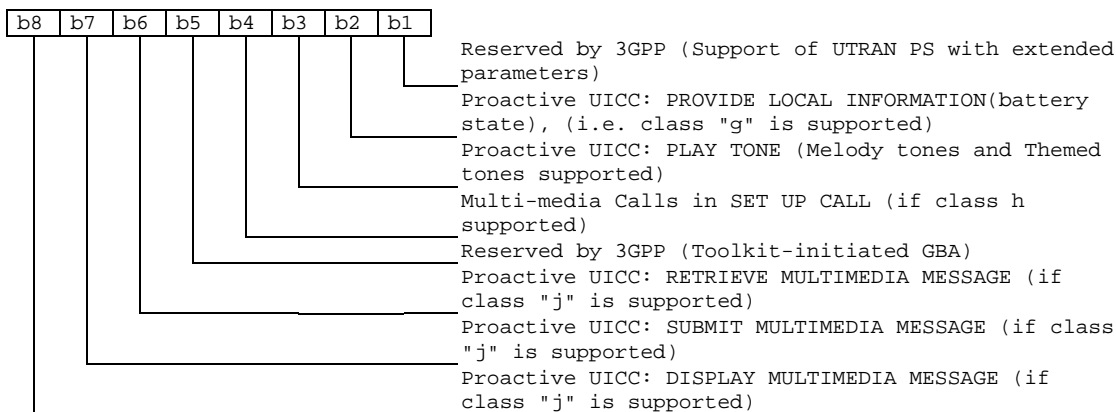 b8 b7 b6 b5 b4 b3 b2 b1
Reserved by 3GPP (Support of UTRAN PS with extended
parameters)
Proactive UICC: PROVIDE LOCAL INFORMATION(battery
state), (i.e. class "g" is supported)
Proactive UICC: PLAY TONE (Melody tones and Themed
tones supported)
Multi-media Calls in SET UP CALL (if class h
supported)
Reserved by 3GPP (Toolkit-initiated GBA)
Proactive UICC: RETRIEVE MULTIMEDIA MESSAGE (if
class "j" is supported)
Proactive UICC: SUBMIT MULTIMEDIA MESSAGE (if class
"j" is supported)
Proactive UICC: DISPLAY MULTIMEDIA MESSAGE (if
class "j" is supported)